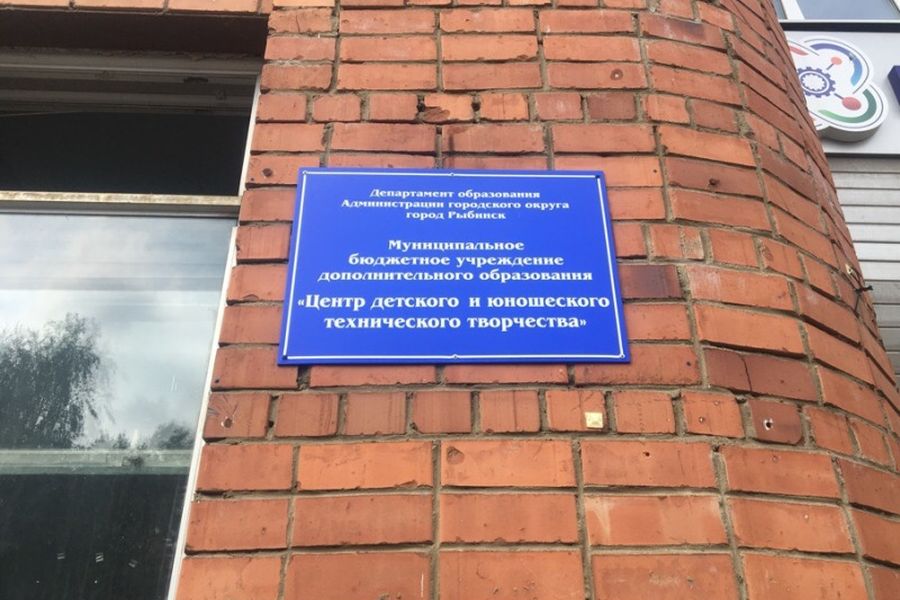 Департамент образования
Администрации городского округа
город Рыбинск
Муниципальное
бюджетное учреждение
дополнительного образования
«Центр детского и юношеского
технического творчества»